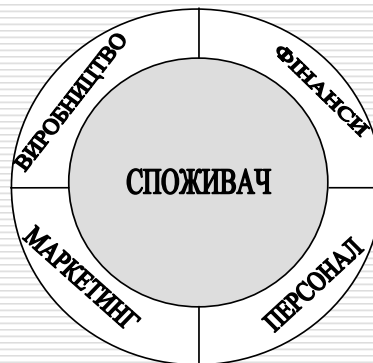 ВИРОБНИЦТВО
ФІНАНСИ
СПОЖИВАЧ
МАРКЕТИНГ
ПЕРСОНАЛ